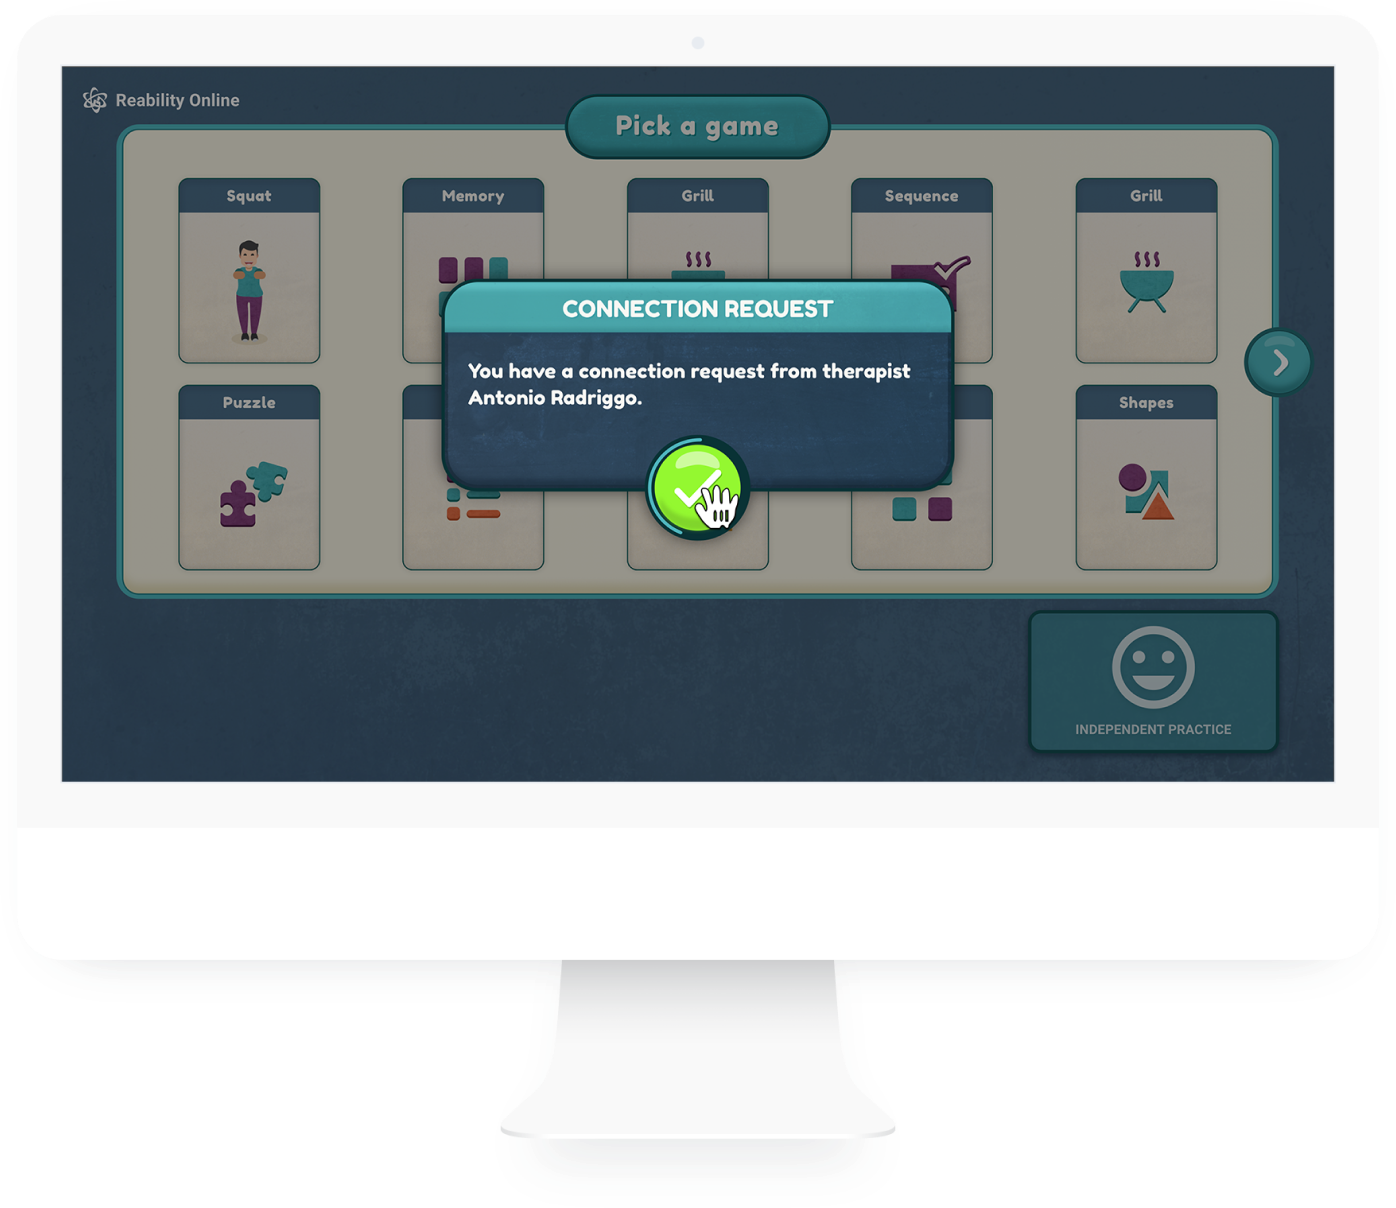 Reability Online
Pick a game
Squat
Memory
Grill
Sequence
Grill
CONNECTION REQUEST
You have a connection request from therapist
Antonio Radriggo.
Puzzle
Shapes
INDEPENDENT PRACTICE